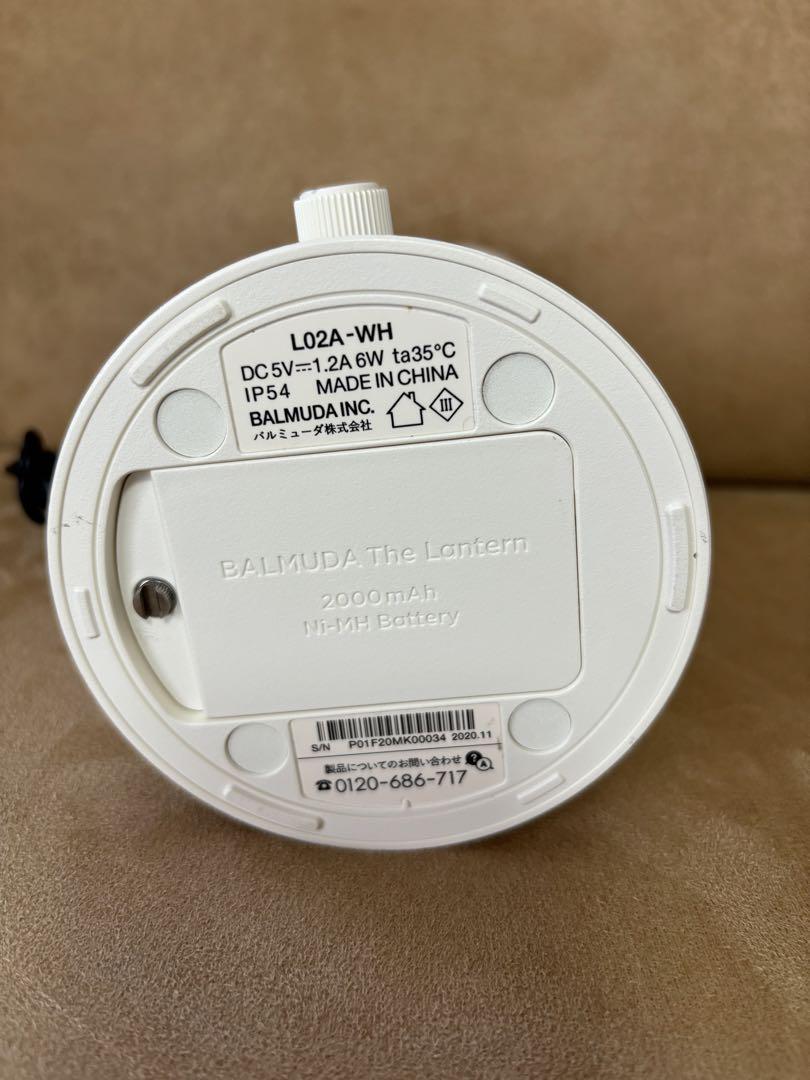 L02A-WH
DC5V⎓1.2A 6W ta35°C
IP54 MADE IN CHINA
BALMUDA INC.
バルミューダ株式会社
III
BALMUDA The Lantern
2000mAh
Ni-MH Battery
S/N P01F20MK00034 2020.11
製品についてのお問い合わせ ? A
☎0120-686-717